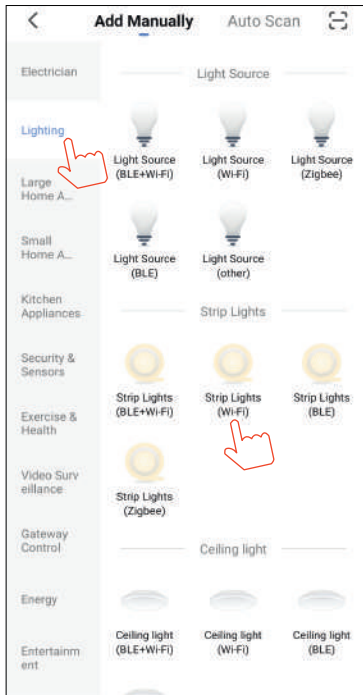 Add Manually
Auto Scan
Electrician
Lighting
Large
Home A...
Small
Home A...
Kitchen
Appliances
Security &
Sensors
Exercise &
Health
Video Surv
eillance
Gateway
Control
Energy
Entertainm
ent
Light Source
Light Source
(BLE+Wi-Fi)
Light Source
(Wi-Fi)
Light Source
(Zigbee)
Light Source
(BLE)
Light Source
(other)
Strip Lights
Strip Lights
(BLE+Wi-Fi)
Strip Lights
(Wi-Fi)
Strip Lights
(BLE)
Strip Lights
(Zigbee)
Ceiling light
Ceiling light
(BLE+Wi-Fi)
Ceiling light
(Wi-Fi)
Ceiling light
(BLE)